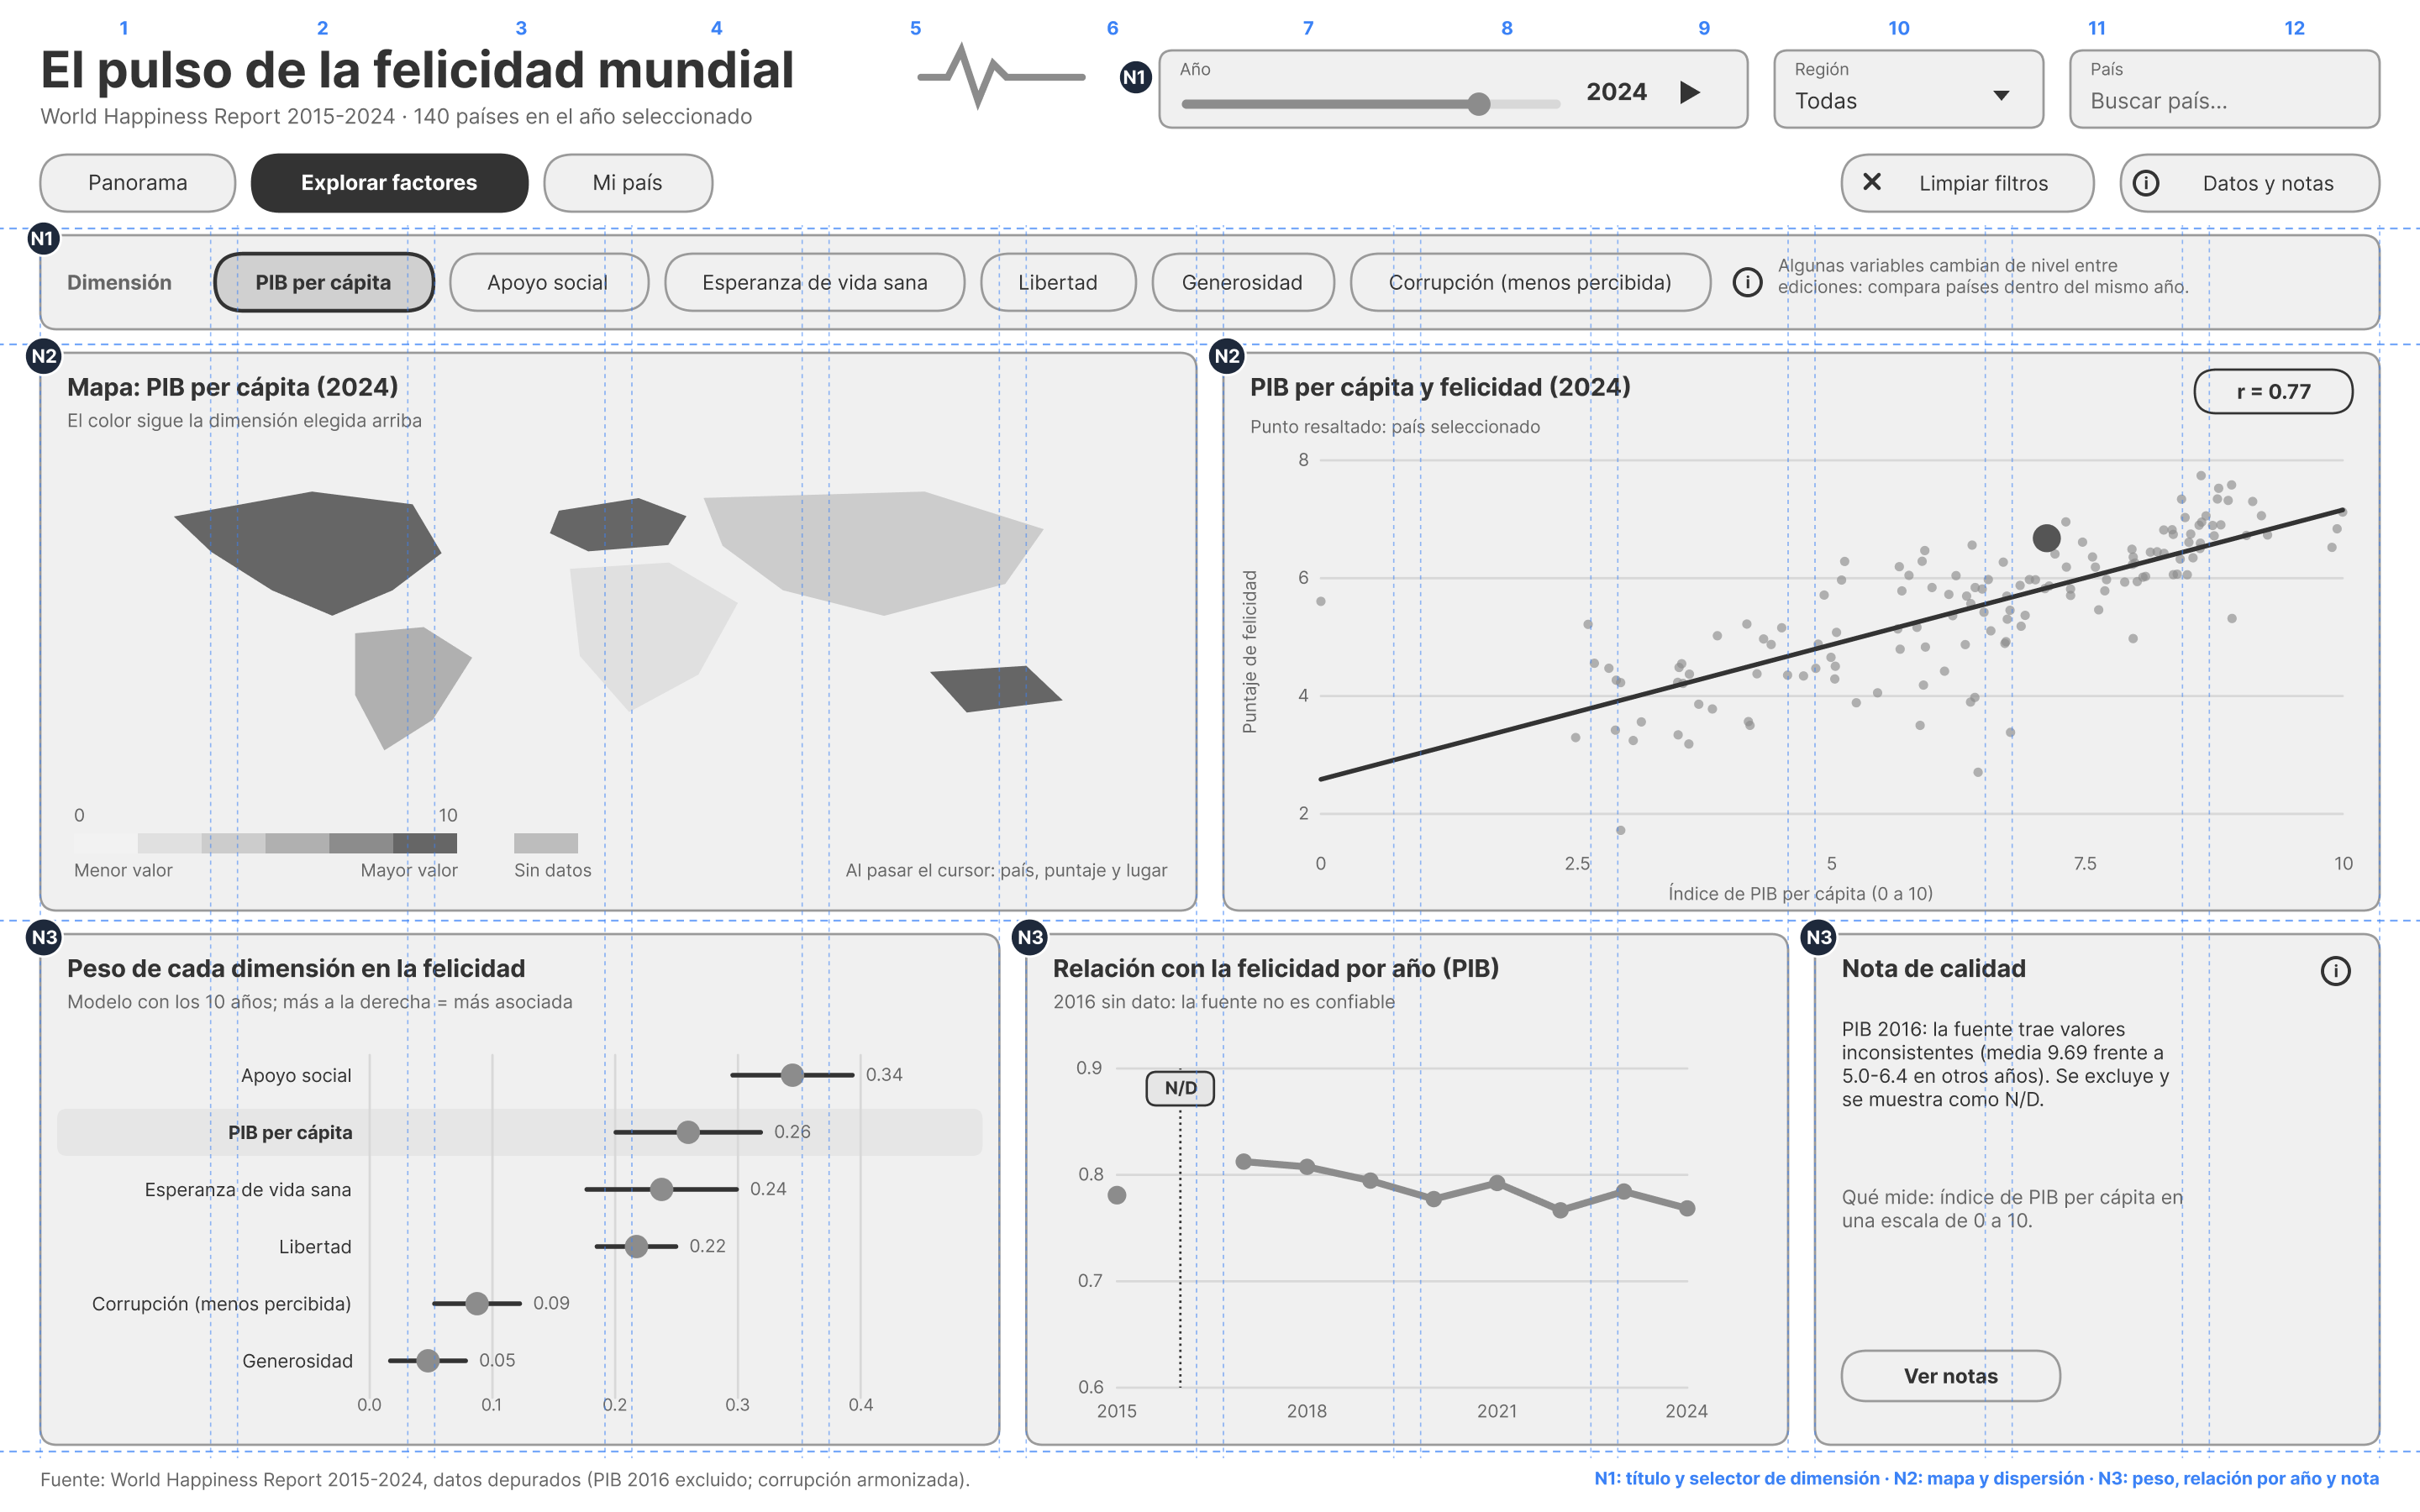 1 2 3 4 5 6 7 8 9 10 11 12
El pulso de la felicidad mundial
World Happiness Report 2015-2024 · 140 países en el año seleccionado
N1
Año
2024
Región
Todas
País
Buscar país...
Panorama
Explorar factores
Mi país
Limpiar filtros
i
Datos y notas
N1
Dimensión
PIB per cápita
Apoyo social
Esperanza de vida sana
Libertad
Generosidad
Corrupción (menos percibida)
i
Algunas variables cambian de nivel entre
ediciones: compara países dentro del mismo año.
N2
Mapa: PIB per cápita (2024)
El color sigue la dimensión elegida arriba
0 10
Menor valor
Mayor valor
Sin datos
Al pasar el cursor: país, puntaje y lugar
N2
PIB per cápita y felicidad (2024)
r = 0.77
Punto resaltado: país seleccionado
Puntaje de felicidad
8
6
4
2
0 2.5 5 7.5 10
Índice de PIB per cápita (0 a 10)
N3
Peso de cada dimensión en la felicidad
Modelo con los 10 años; más a la derecha = más asociada
Apoyo social 0.34
PIB per cápita 0.26
Esperanza de vida sana 0.24
Libertad 0.22
Corrupción (menos percibida) 0.09
Generosidad 0.05
0.0 0.1 0.2 0.3 0.4
N3
Relación con la felicidad por año (PIB)
2016 sin dato: la fuente no es confiable
0.9
N/D
0.8
0.7
0.6
2015 2018 2021 2024
N3
Nota de calidad
i
PIB 2016: la fuente trae valores
inconsistentes (media 9.69 frente a
5.0-6.4 en otros años). Se excluye y
se muestra como N/D.
Qué mide: índice de PIB per cápita en
una escala de 0 a 10.
Ver notas
Fuente: World Happiness Report 2015-2024, datos depurados (PIB 2016 excluido; corrupción armonizada).
N1: título y selector de dimensión · N2: mapa y dispersión · N3: peso, relación por año y nota